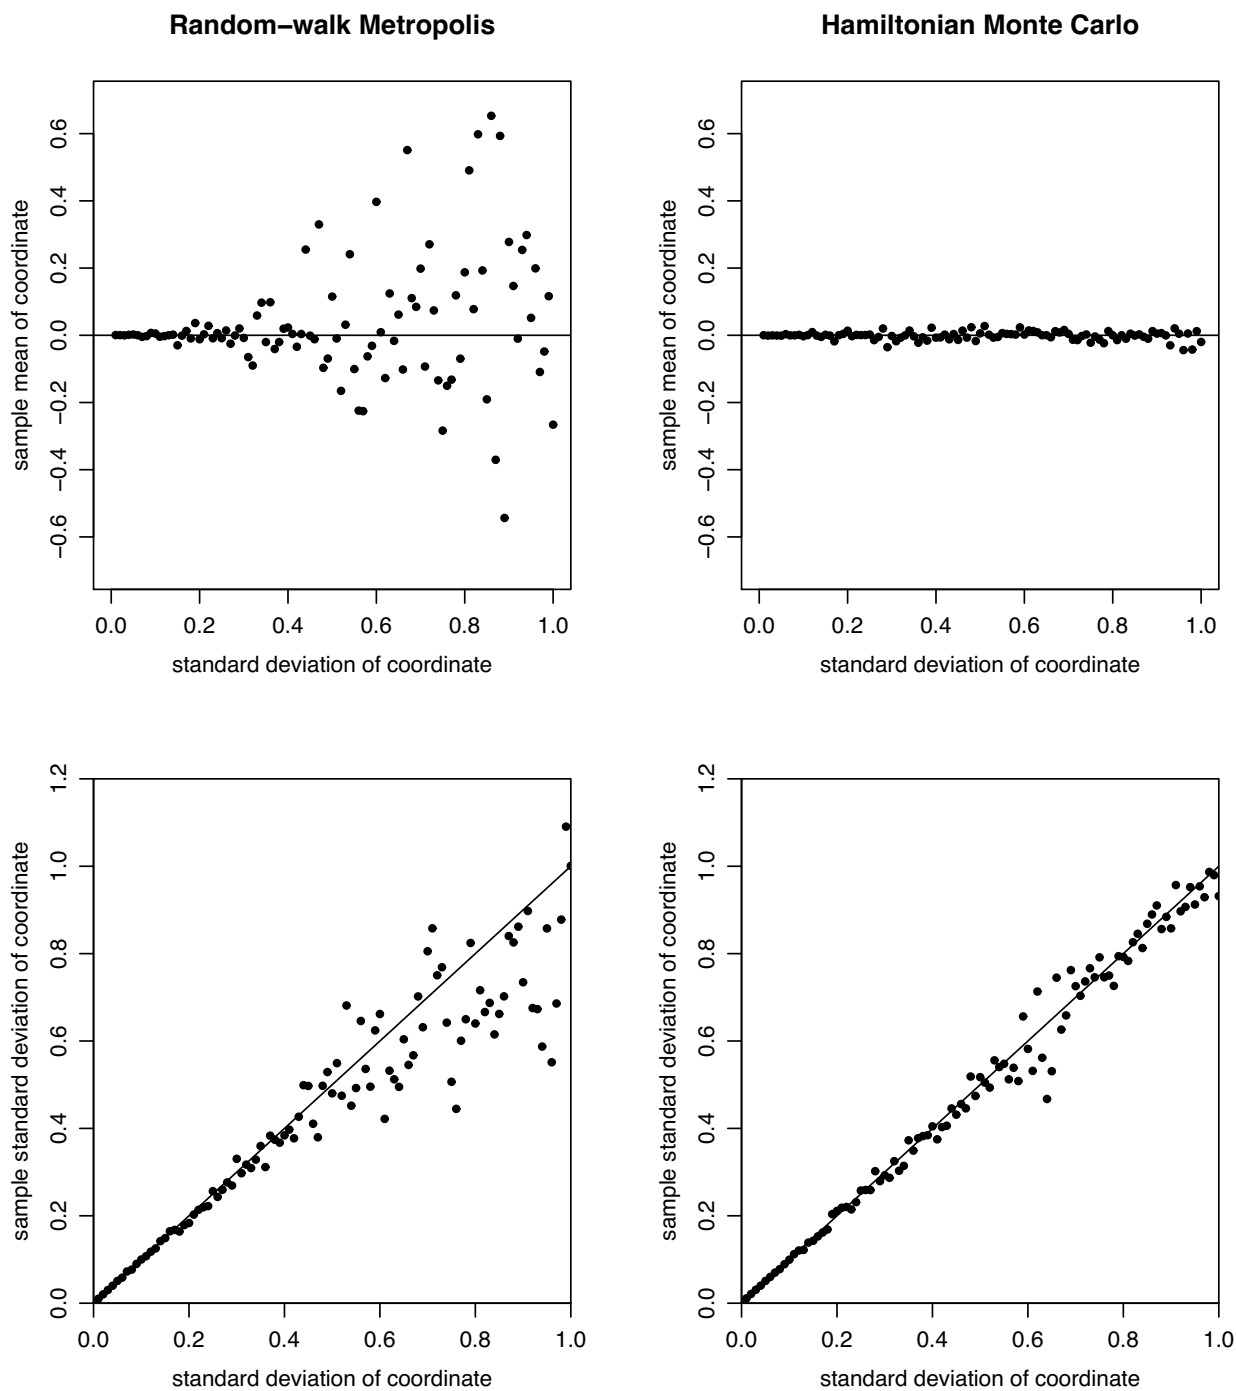 Random−walk Metropolis
Hamiltonian Monte Carlo
sample mean of coordinate
0.6
0.4
0.2
0.0
−0.2
−0.4
−0.6
0.0 0.2 0.4 0.6 0.8 1.0
standard deviation of coordinate
sample mean of coordinate
0.6
0.4
0.2
0.0
−0.2
−0.4
−0.6
0.0 0.2 0.4 0.6 0.8 1.0
standard deviation of coordinate
sample standard deviation of coordinate
1.2
1.0
0.8
0.6
0.4
0.2
0.0
0.0 0.2 0.4 0.6 0.8 1.0
standard deviation of coordinate
sample standard deviation of coordinate
1.2
1.0
0.8
0.6
0.4
0.2
0.0
0.0 0.2 0.4 0.6 0.8 1.0
standard deviation of coordinate